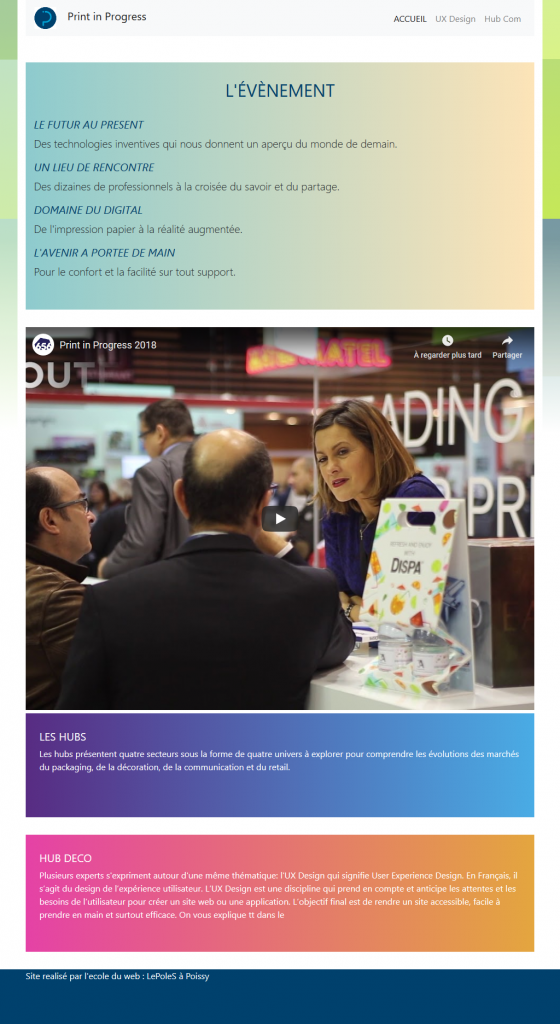 Print in Progress
ACCUEIL UX Design Hub Com
L'ÉVÈNEMENT
LE FUTUR AU PRESENT
Des technologies inventives qui nous donnent un aperçu du monde de demain.
UN LIEU DE RENCONTRE
Des dizaines de professionnels à la croisée du savoir et du partage.
DOMAINE DU DIGITAL
De l'impression papier à la réalité augmentée.
L'AVENIR A PORTEE DE MAIN
Pour le confort et la facilité sur tout support.
656 Print in Progress 2018
À regarder plus tard Partager
OUT
ADING
PR
DISPA
LES HUBS
Les hubs présentent quatre secteurs sous la forme de quatre univers à explorer pour comprendre les évolutions des marchés
du packaging, de la décoration, de la communication et du retail.
HUB DECO
Plusieurs experts s'expriment autour d'une même thématique: l'UX Design qui signifie User Experience Design. En Français, il
s'agit du design de l'expérience utilisateur. L'UX Design est une discipline qui prend en compte et anticipe les attentes et les
besoins de l'utilisateur pour créer un site web ou une application. L'objectif final est de rendre un site accessible, facile à
prendre en main et surtout efficace. On vous explique tt dans le
Site realisé par l'ecole du web : LePoleS à Poissy